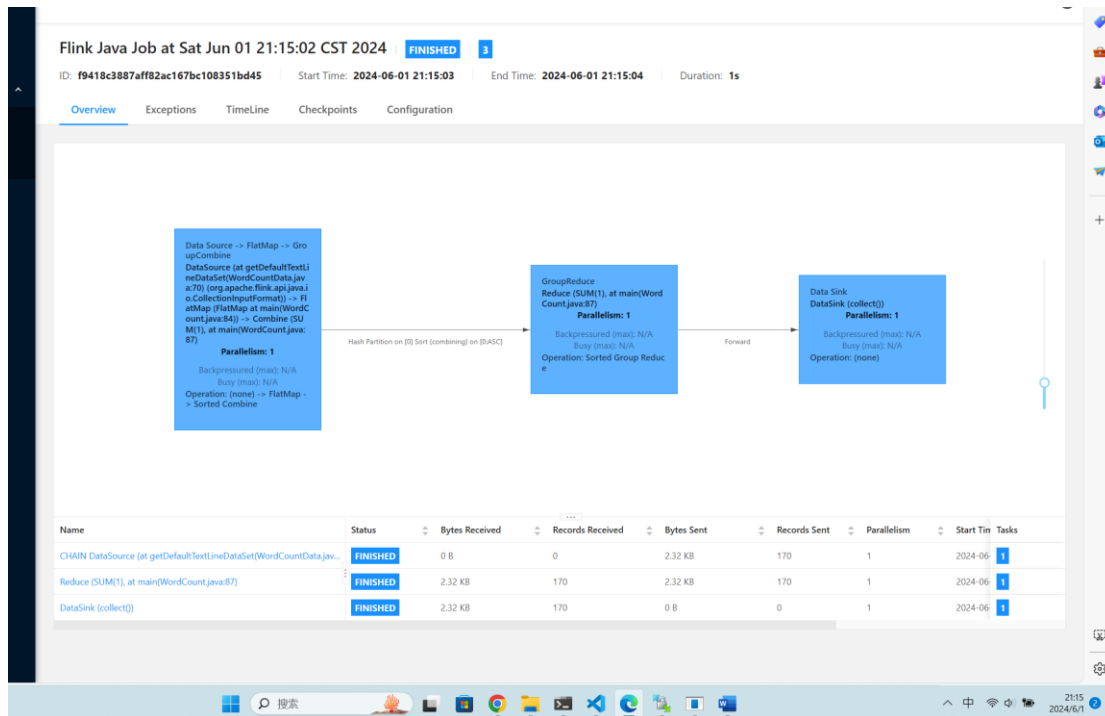 Flink Java Job at Sat Jun 01 21:15:02 CST 2024 FINISHED 3
ID: f9418c3887aff82ac167bc108351bd45 Start Time: 2024-06-01 21:15:03 End Time: 2024-06-01 21:15:04 Duration: 1s
Overview Exceptions TimeLine Checkpoints Configuration
Data Source -> FlatMap -> Gro
upCombine
DataSource (at getDefaultTextLi
neDataSet(WordCountData.jav
a:70) (org.apache.flink.api.java.i
o.CollectionInputFormat)) -> Fl
atMap (FlatMap at main(WordC
ount.java:84)) -> Combine (SU
M(1), at main(WordCount.java:
87)
Parallelism: 1
Backpressured (max): N/A
Busy (max): N/A
Operation: (none) -> FlatMap -
> Sorted Combine
Hash Partition on [0] Sort (combining) on [0:ASC]
GroupReduce
Reduce (SUM(1), at main(Word
Count.java:87)
Parallelism: 1
Backpressured (max): N/A
Busy (max): N/A
Operation: Sorted Group Reduc
e
Forward
Data Sink
DataSink (collect())
Parallelism: 1
Backpressured (max): N/A
Busy (max): N/A
Operation: (none)
Name Status Bytes Received Records Received Bytes Sent Records Sent Parallelism Start Tim Tasks
CHAIN DataSource (at getDefaultTextLineDataSet(WordCountData.jav... FINISHED 0 B 0 2.32 KB 170 1 2024-06- 1
Reduce (SUM(1), at main(WordCount.java:87) FINISHED 2.32 KB 170 2.32 KB 170 1 2024-06- 1
DataSink (collect()) FINISHED 2.32 KB 170 0 B 0 1 2024-06- 1
搜索
中
21:15
2024/6/1
2